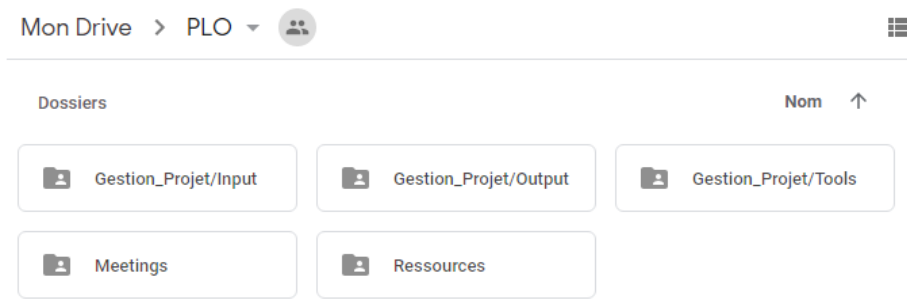 Mon Drive > PLO
Dossiers Nom
Gestion_Projet/Input Gestion_Projet/Output Gestion_Projet/Tools
Meetings Ressources